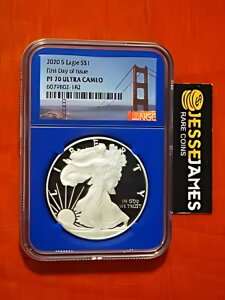 2020 S Eagle S$1
First Day of Issue
PF 70 ULTRA CAMEO
6079802-182
NGC
LIBERTY
IN GOD
WE TRUST
JESSE JAMES
RARE COINS